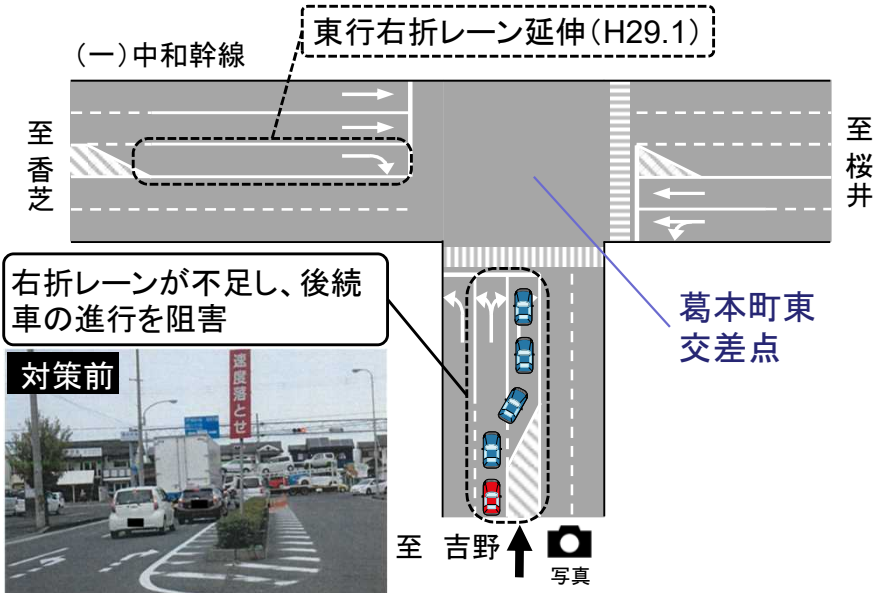 東行右折レーン延伸(H29.1)
(一)中和幹線
至香芝
至桜井
右折レーンが不足し、後続
車の進行を阻害
葛本町東
交差点
対策前
速度落とせ
至 吉野
写真